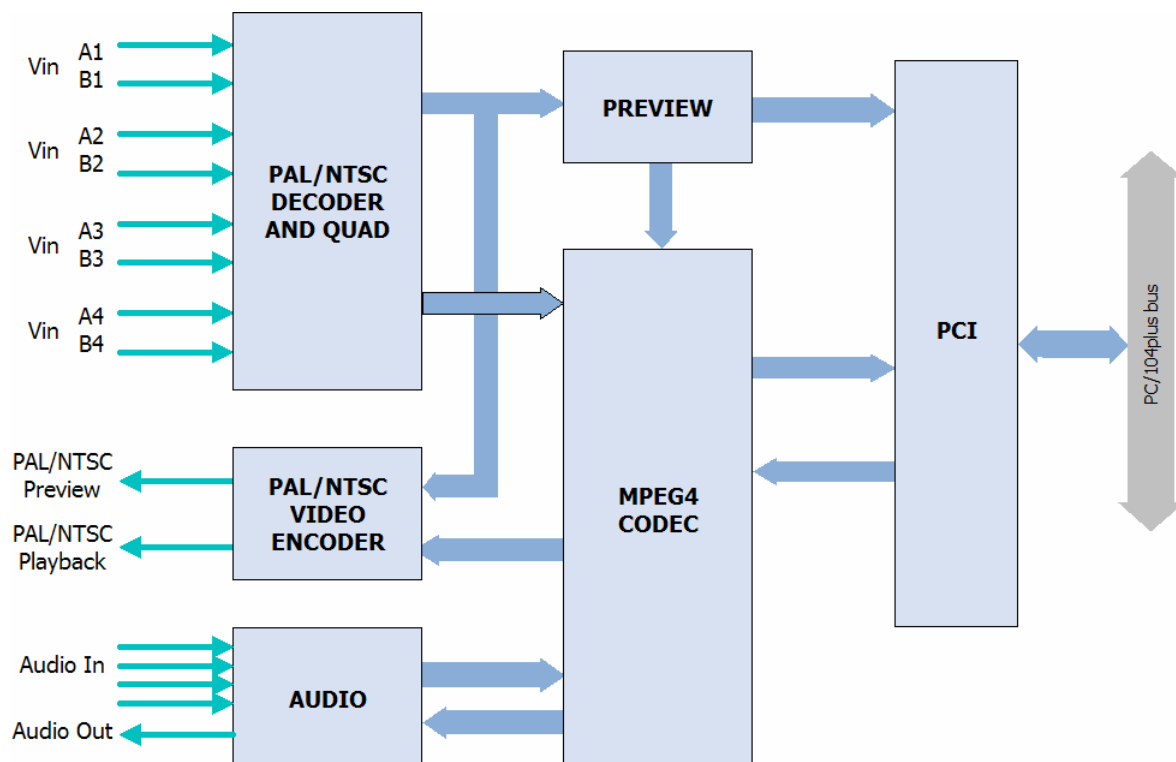 Vin A1
B1
Vin A2
B2
Vin A3
B3
Vin A4
B4
PAL/NTSC
DECODER
AND QUAD
PREVIEW
PCI
PC/104plus bus
PAL/NTSC
Preview
PAL/NTSC
Playback
PAL/NTSC
VIDEO
ENCODER
MPEG4
CODEC
Audio In
Audio Out
AUDIO